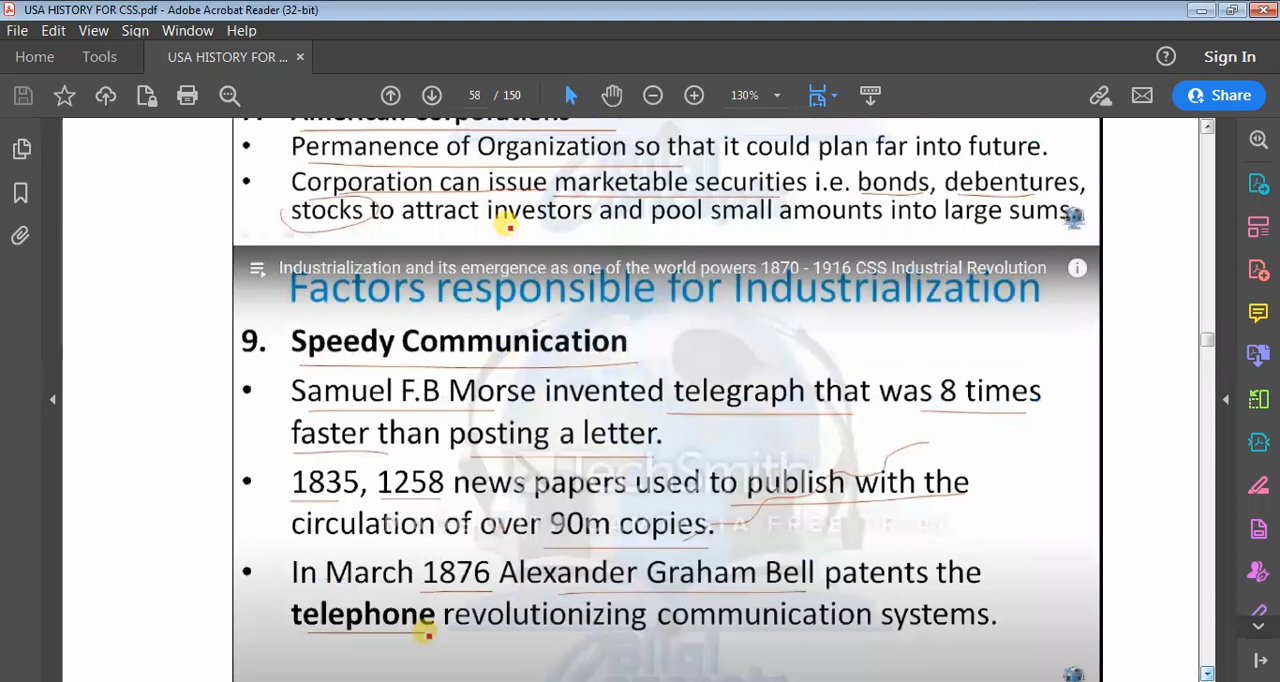 USA HISTORY FOR CSS.pdf - Adobe Acrobat Reader (32-bit)
File Edit View Sign Window Help
Home Tools USA HISTORY FOR ... × Sign In
58 / 150 130% Share
American Corporations
• Permanence of Organization so that it could plan far into future.
• Corporation can issue marketable securities i.e. bonds, debentures,
stocks to attract investors and pool small amounts into large sums
Industrialization and its emergence as one of the world powers 1870 - 1916 CSS Industrial Revolution
Factors responsible for Industrialization
9. Speedy Communication
• Samuel F.B Morse invented telegraph that was 8 times
faster than posting a letter.
TechSmith
• 1835, 1258 news papers used to publish with the
circulation of over 90m copies.
• In March 1876 Alexander Graham Bell patents the
telephone revolutionizing communication systems.